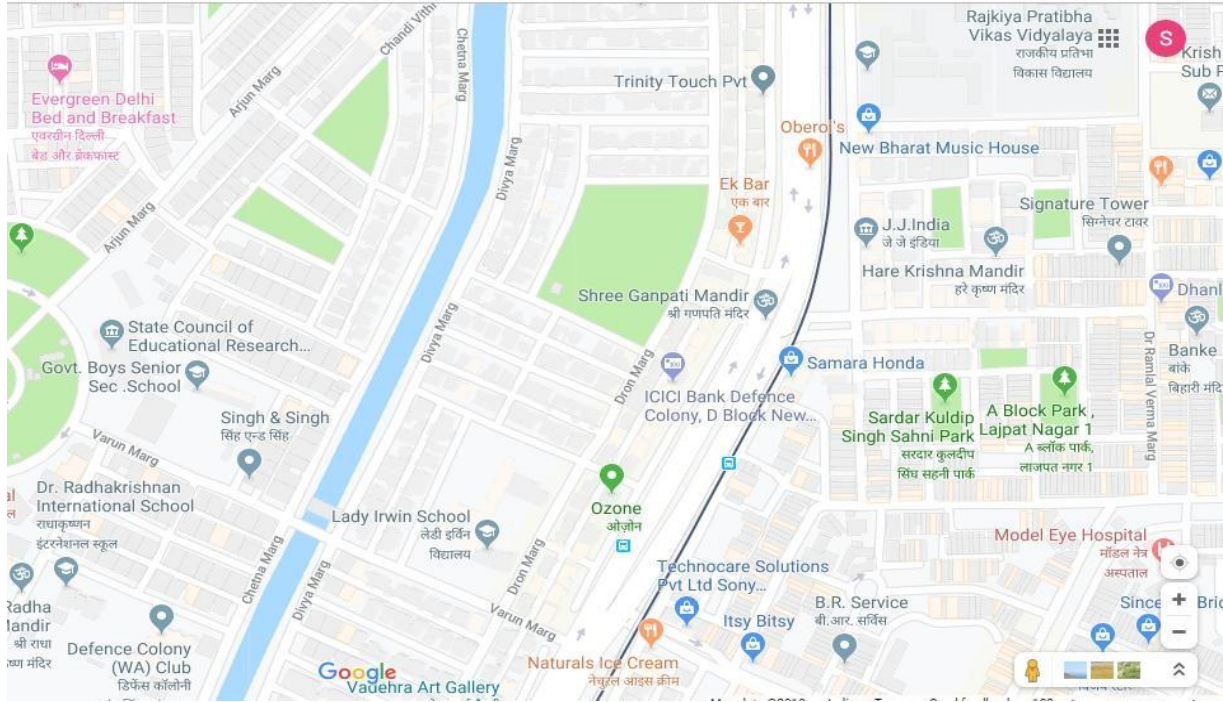 Rajkiya Pratibha
Vikas Vidyalaya
राजकीय प्रतिभा
विकास विद्यालय
S
Krish
Sub P
Chandi Vithi
Chetna Marg
Arjun Marg
Evergreen Delhi
Bed and Breakfast
एवरग्रीन दिल्ली
बेड और ब्रेकफास्ट
Trinity Touch Pvt
Oberoi's
New Bharat Music House
Divya Marg
Ek Bar
एक बार
Signature Tower
सिग्नेचर टावर
Arjun Marg
J.J.India
जे जे इंडिया
Hare Krishna Mandir
हरे कृष्ण मंदिर
Dhanl
Shree Ganpati Mandir
श्री गणपति मंदिर
State Council of
Educational Research...
Divya Marg
Govt. Boys Senior
Sec .School
Samara Honda
Dr Ramlal Verma Marg
Banke
बांके
बिहारी मंदि
Dron Marg
ICICI Bank Defence
Colony, D Block New...
Singh & Singh
सिंह एन्ड सिंह
Sardar Kuldip
Singh Sahni Park
सरदार कुलदीप
सिंघ सहनी पार्क
A Block Park ,
Lajpat Nagar 1
ए ब्लॉक पार्क,
लाजपत नगर 1
Varun Marg
Dr. Radhakrishnan
International School
राधाकृष्णन
इंटरनेशनल स्कूल
Ozone
ओज़ोन
Lady Irwin School
लेडी इर्विन
विद्यालय
Model Eye Hospital
मॉडल नेत्र
अस्पताल
Chetna Marg
Divya Marg
Dron Marg
Varun Marg
Technocare Solutions
Pvt Ltd Sony...
B.R. Service
बी.आर. सर्विस
Itsy Bitsy
Since
Bric
Radha
Mandir
श्री राधा
ष्ण मंदिर
Defence Colony
(WA) Club
डिफेंस कॉलोनी
Naturals Ice Cream
नेचुरल आइस क्रीम
Google
Vadehra Art Gallery